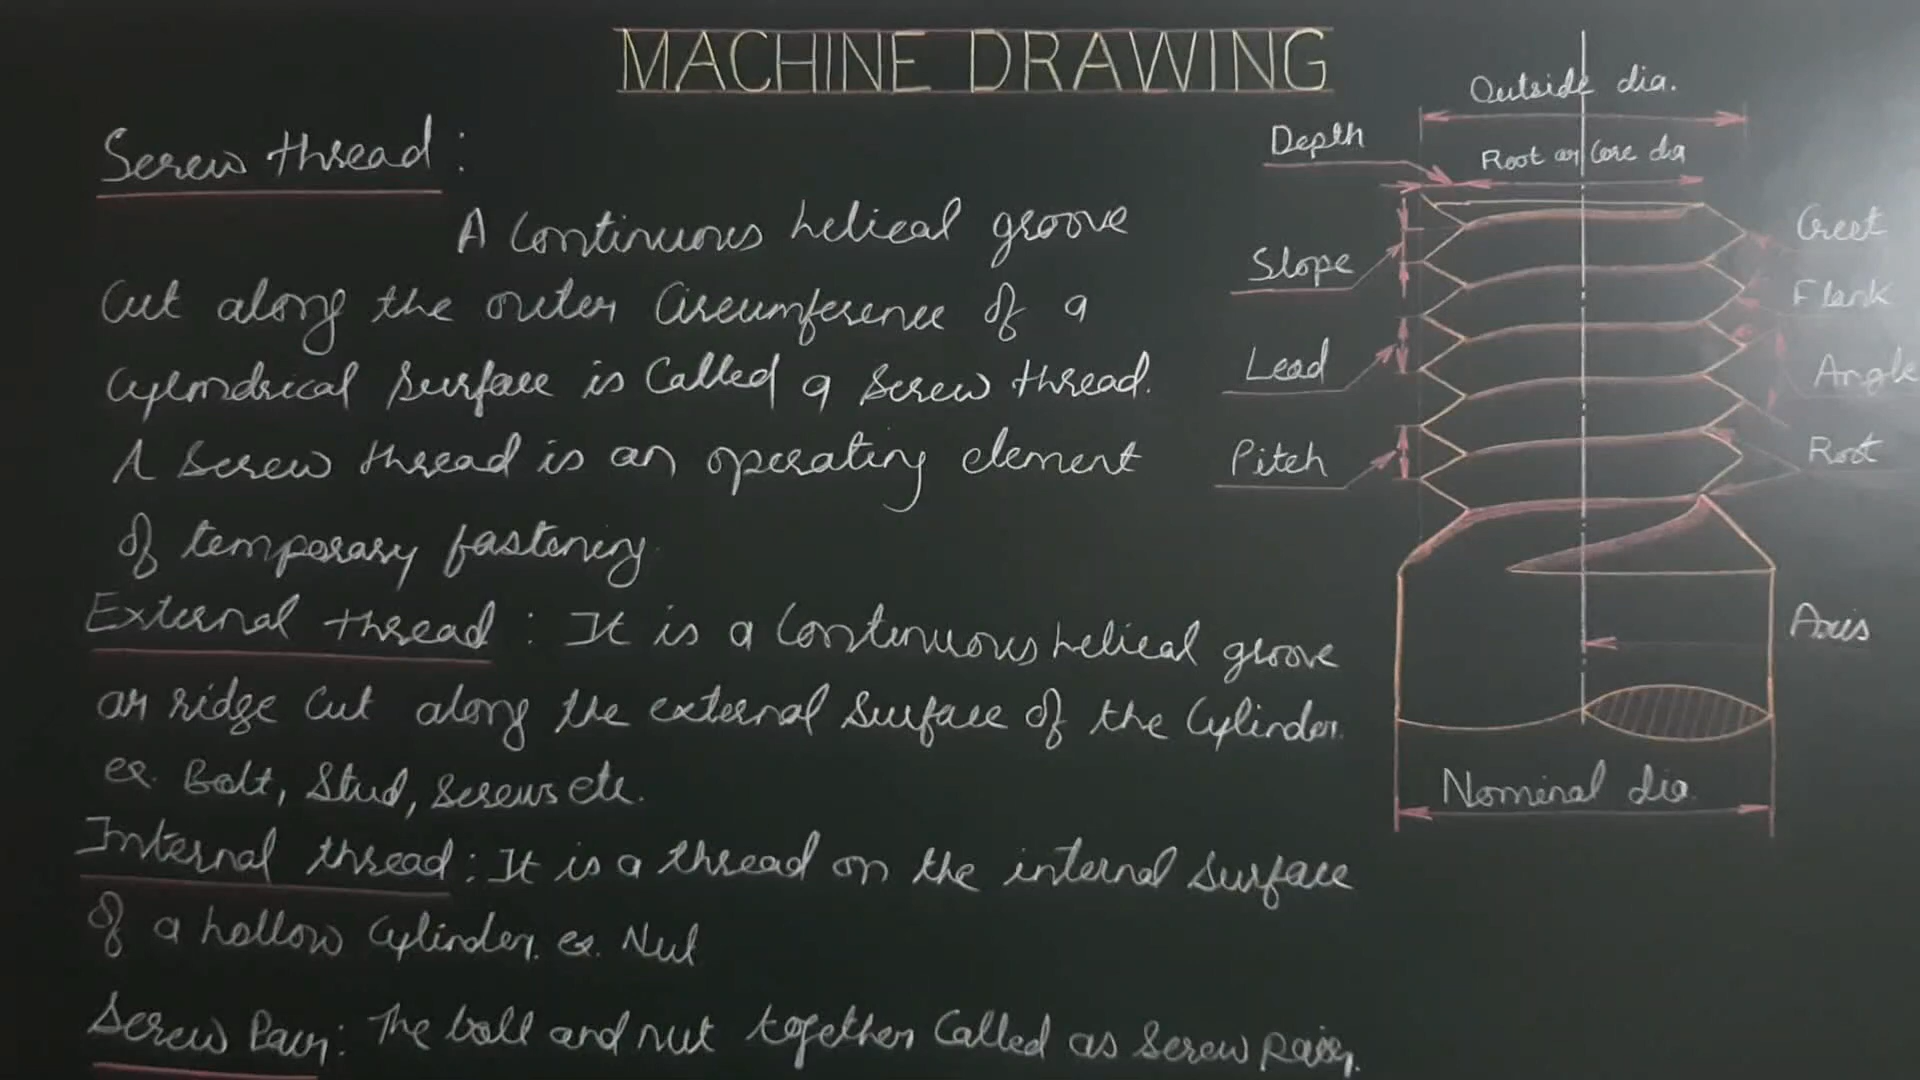 MACHINE DRAWING
Screw thread :
A Continuous helical groove
Cut along the outer Circumference of a
Cylindrical surface is Called a screw thread.
A screw thread is an operating element
of temporary fastening.
External thread : It is a Continuous helical groove
or ridge Cut along the external surface of the Cylinder.
ex. Bolt, Stud, screws etc.
Internal thread : It is a thread on the internal surface
of a hollow Cylinder. ex. Nut
Screw Pair : The bolt and nut together Called as screw pair.
Outside dia.
Depth
Root or Core dia
Slope
Lead
Pitch
Crest
Flank
Angle
Root
Axis
Nominal dia.